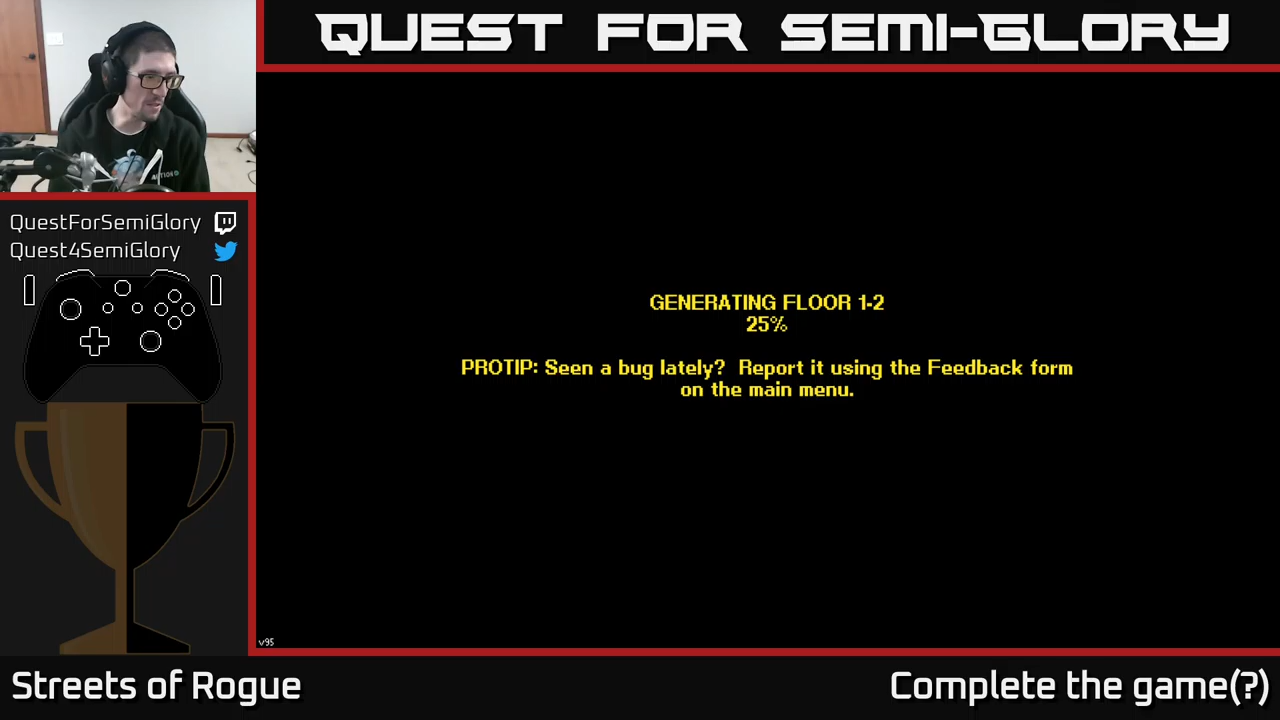 QUEST FOR SEMI-GLORY
QuestForSemiGlory
Quest4SemiGlory
GENERATING FLOOR 1-2
25%
PROTIP: Seen a bug lately? Report it using the Feedback form
on the main menu.
v95
Streets of Rogue
Complete the game(?)